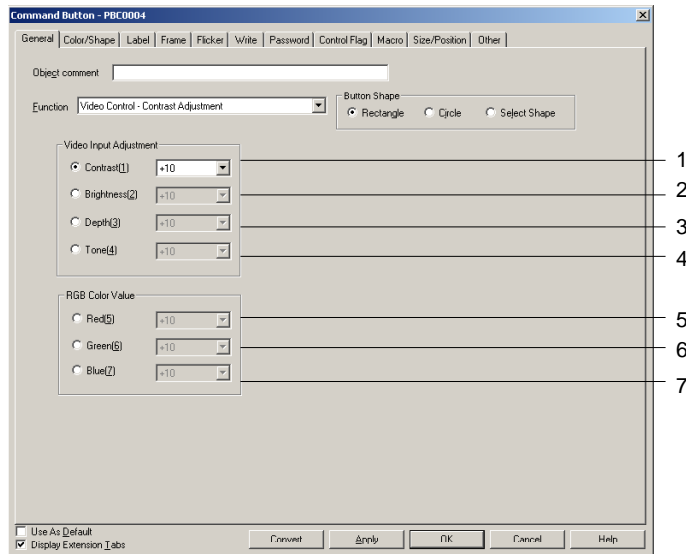 Command Button - PBC0004
General Color/Shape Label Frame Flicker Write Password Control Flag Macro Size/Position Other
Object comment
Function Video Control - Contrast Adjustment
Button Shape
Rectangle Circle Select Shape
Video Input Adjustment
Contrast(1) +10 1
Brightness(2) +10 2
Depth(3) +10 3
Tone(4) +10 4
RGB Color Value
Red(5) +10 5
Green(6) +10 6
Blue(7) +10 7
Use As Default
Display Extension Tabs
Convert Apply OK Cancel Help